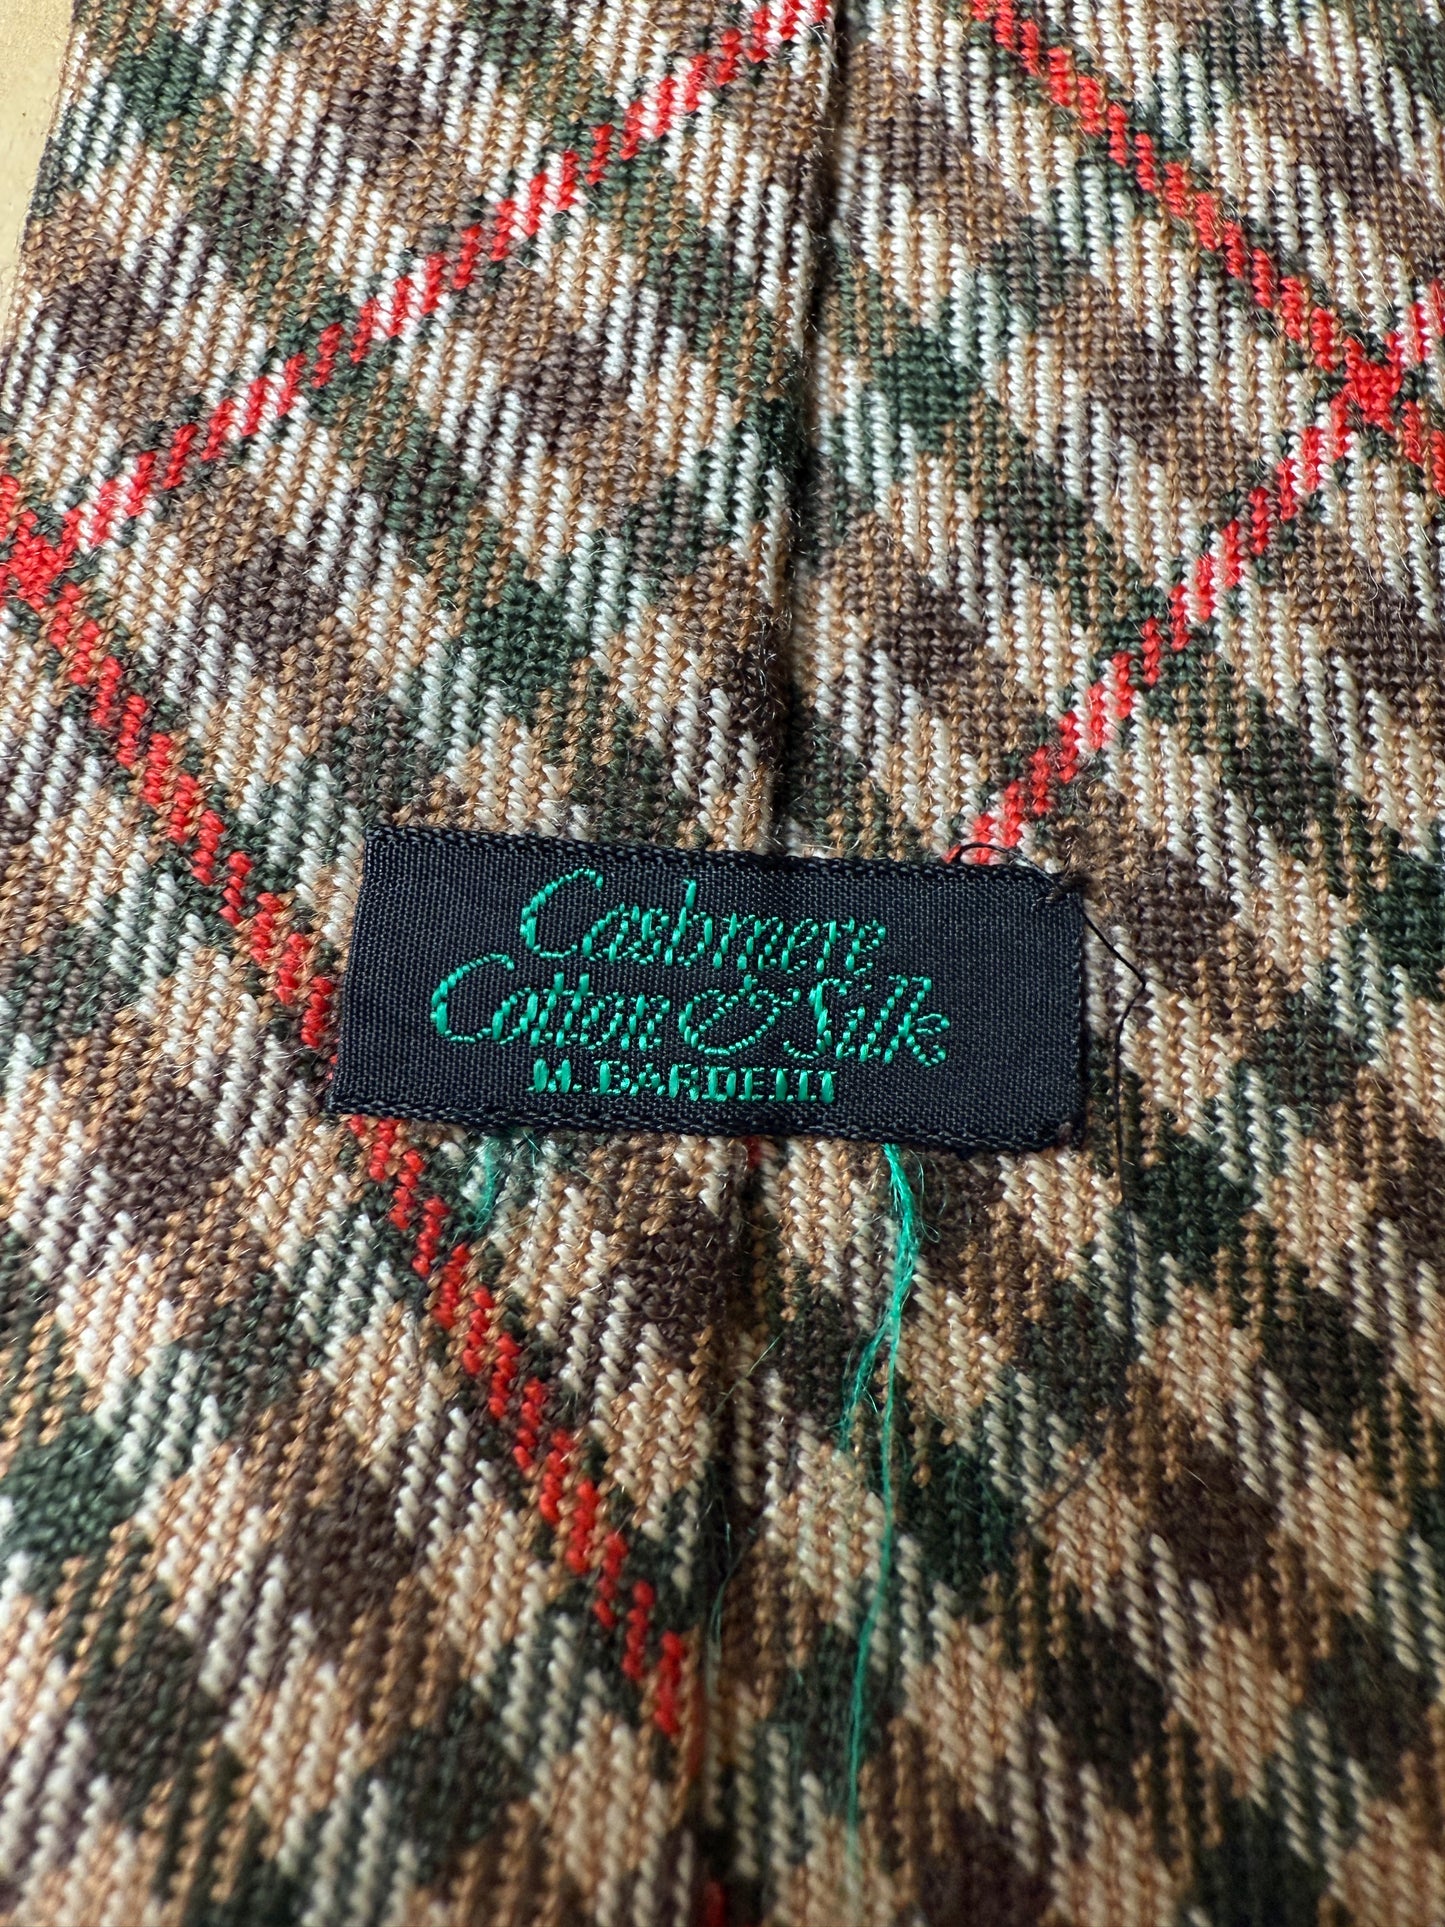 Cashmere
Cotton & Silk
M. BARDELLI